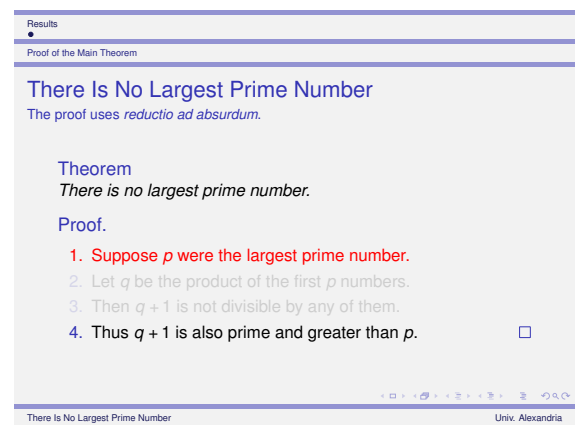 Results
Proof of the Main Theorem
There Is No Largest Prime Number
The proof uses reductio ad absurdum.
Theorem
There is no largest prime number.
Proof.
1. Suppose p were the largest prime number.
2. Let q be the product of the first p numbers.
3. Then q + 1 is not divisible by any of them.
4. Thus q + 1 is also prime and greater than p.
There Is No Largest Prime Number Univ. Alexandria